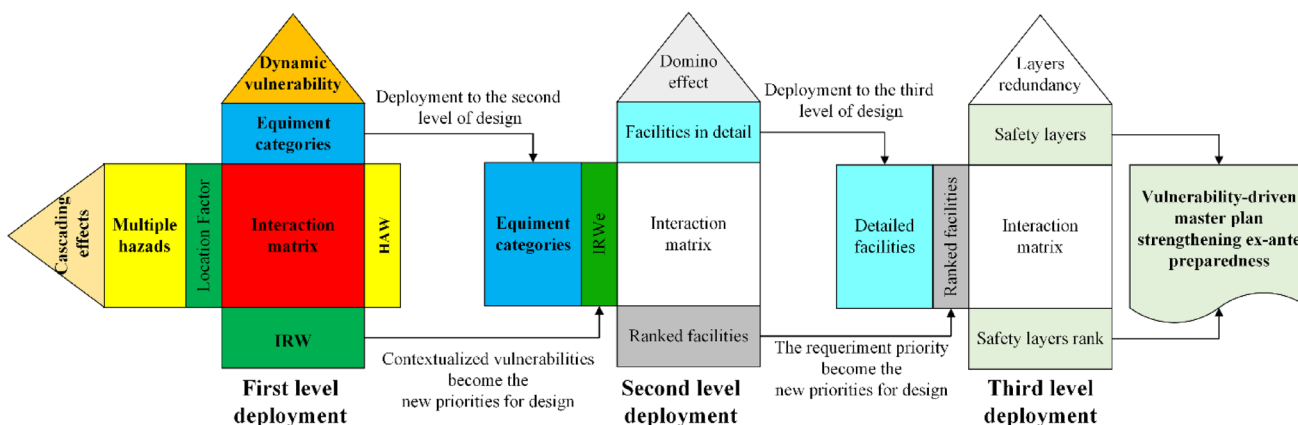 Dynamic
vulnerability
Equiment
categories
Cascading
effects
Multiple
hazads
Location Factor
Interaction
matrix
HAW
IRW
First level
deployment
Deployment to the second
level of design
Contextualized vulnerabilities
become the
new priorities for design
Domino
effect
Facilities in detail
Equiment
categories
IRWe
Interaction
matrix
Ranked facilities
Second level
deployment
Deployment to the third
level of design
The requeriment priority
become the
new priorities for design
Layers
redundancy
Safety layers
Detailed
facilities
Ranked facilities
Interaction
matrix
Safety layers rank
Third level
deployment
Vulnerability-driven
master plan
strengthening ex-ante
preparedness